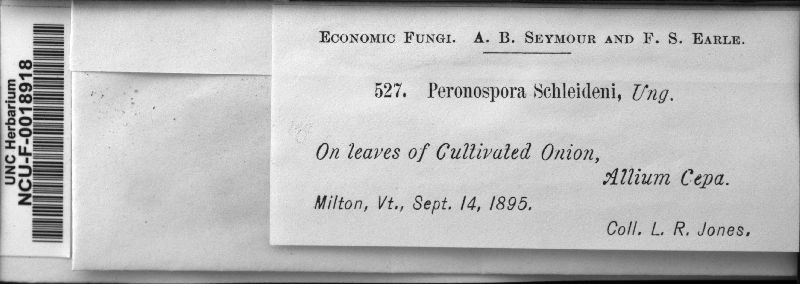 UNC Herbarium
NCU-F-0018918
Economic Fungi. A. B. Seymour and F. S. Earle.
527. Peronospora Schleideni, Ung.
On leaves of Cultivated Onion,
Allium Cepa.
Milton, Vt., Sept. 14, 1895.
Coll. L. R. Jones.